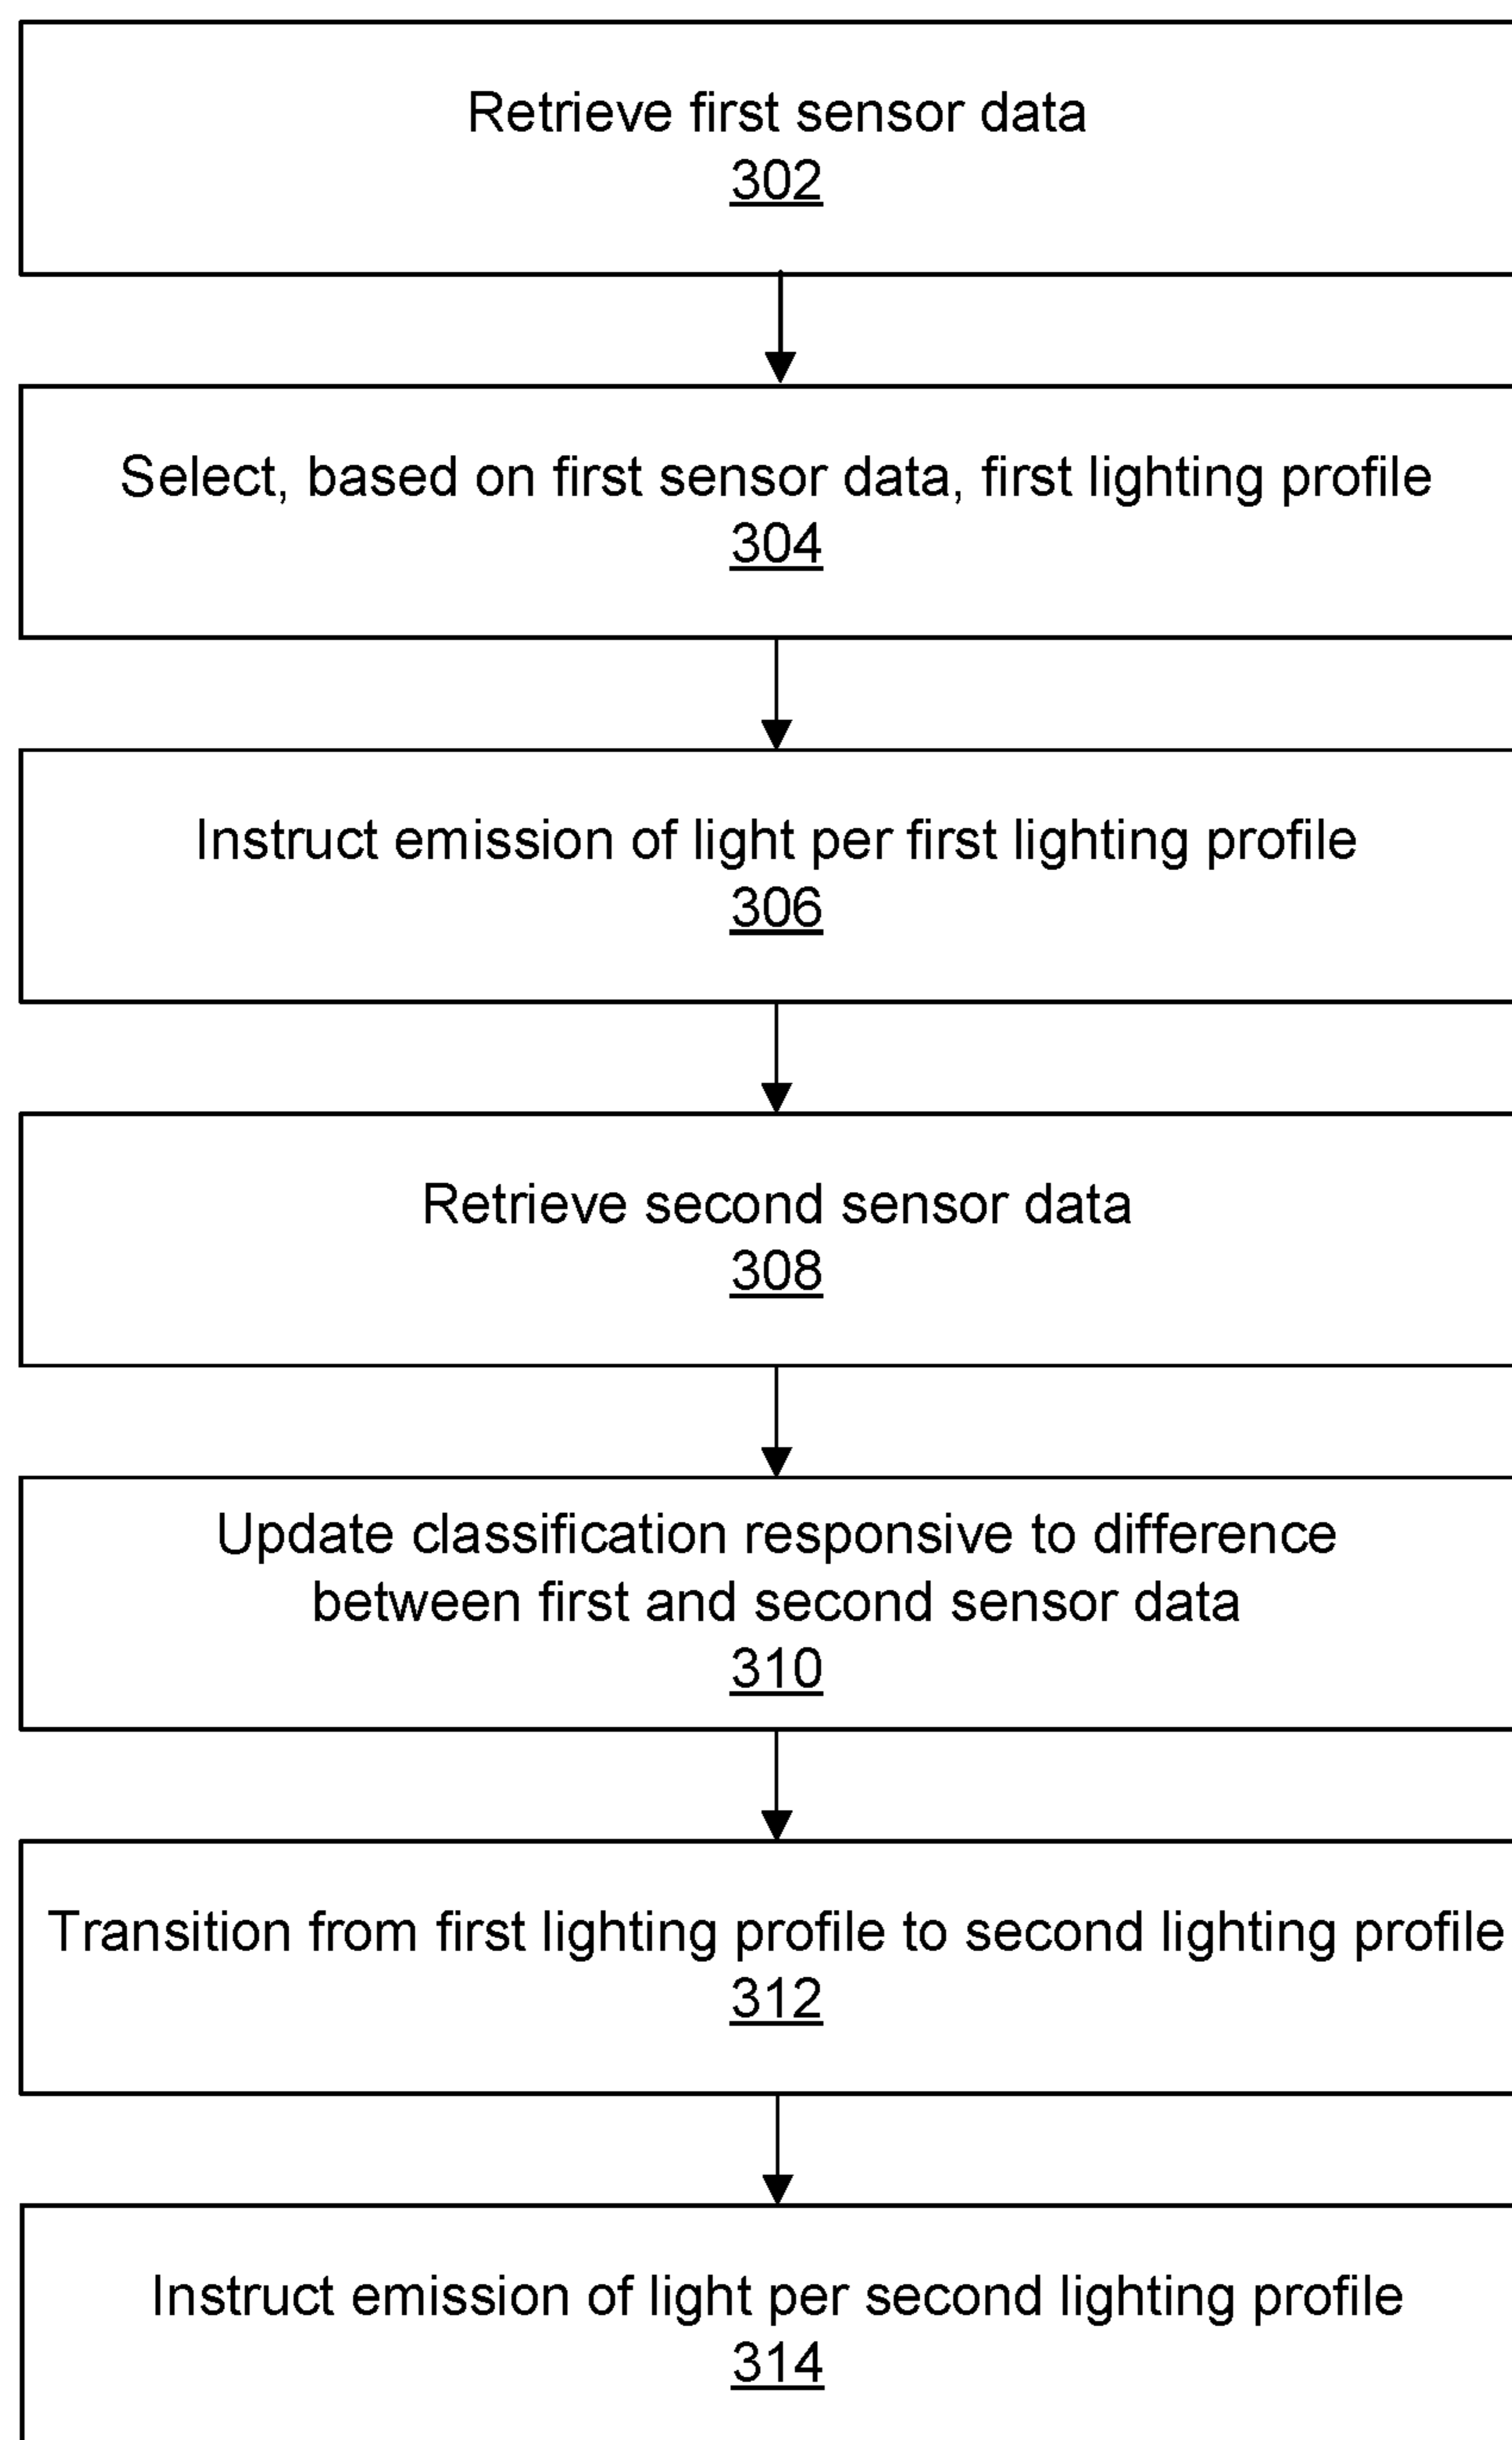 Retrieve first sensor data
302
Select, based on first sensor data, first lighting profile
304
Instruct emission of light per first lighting profile
306
Retrieve second sensor data
308
Update classification responsive to difference
between first and second sensor data
310
Transition from first lighting profile to second lighting profile
312
Instruct emission of light per second lighting profile
314